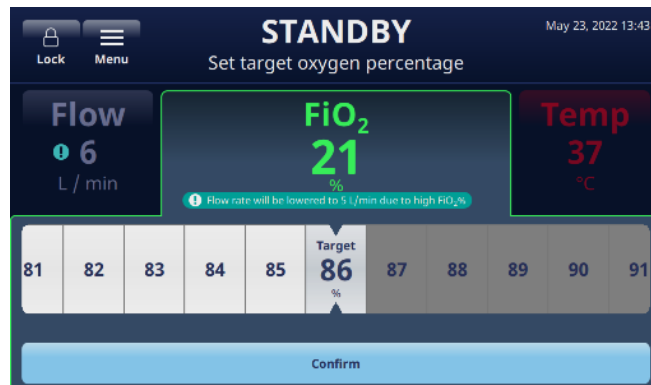 STANDBY
May 23, 2022 13:43
Lock
Menu
Set target oxygen percentage
Flow
6
L / min
FiO₂
21
%
Flow rate will be lowered to 5 L/min due to high FiO₂%
Temp
37
°C
81 82 83 84 85 Target 86 % 87 88 89 90 91
Confirm